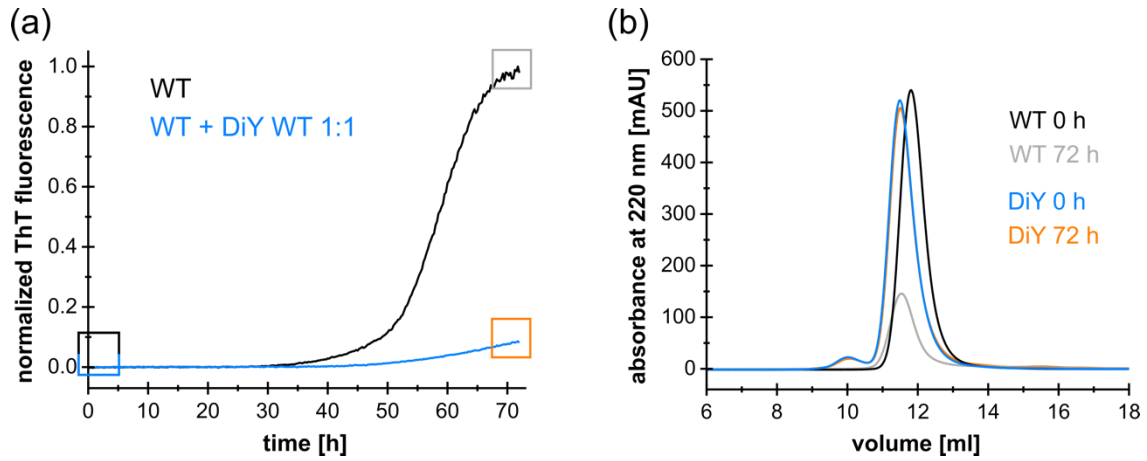 (a)
normalized ThT fluorescence
1.0
0.8
0.6
0.4
0.2
0.0
WT
WT + DiY WT 1:1
0 10 20 30 40 50 60 70
time [h]
(b)
absorbance at 220 nm [mAU]
600
500
400
300
200
100
0
WT 0 h
WT 72 h
DiY 0 h
DiY 72 h
6 8 10 12 14 16 18
volume [ml]